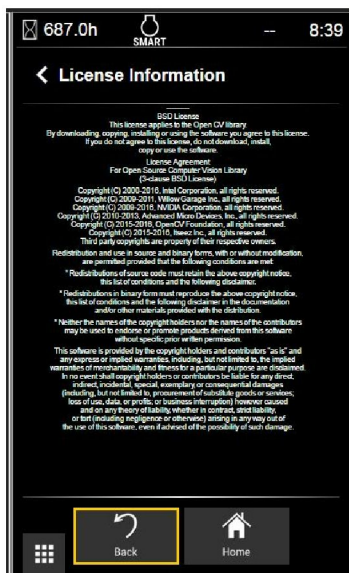 687.0h
SMART
--
8:39
License Information
BSD License
This license applies to the Open CV library.
By downloading, copying, installing or using the software you agree to this license.
If you do not agree to this license, do not download, install,
copy or use the software.
License Agreement
For Open Source Computer Vision Library
(3-clause BSD License)
Copyright (C) 2000-2016, Intel Corporation, all rights reserved.
Copyright (C) 2009-2011, Willow Garage Inc., all rights reserved.
Copyright (C) 2009-2016, NVIDIA Corporation, all rights reserved.
Copyright (C) 2010-2013, Advanced Micro Devices, Inc., all rights reserved.
Copyright (C) 2015-2016, OpenCV Foundation, all rights reserved.
Copyright (C) 2015-2016, Itseez Inc., all rights reserved.
Third party copyrights are property of their respective owners.
Redistribution and use in source and binary forms, with or without modification,
are permitted provided that the following conditions are met:
* Redistributions of source code must retain the above copyright notice,
this list of conditions and the following disclaimer.
* Redistributions in binary form must reproduce the above copyright notice,
this list of conditions and the following disclaimer in the documentation
and/or other materials provided with the distribution.
* Neither the names of the copyright holders nor the names of the contributors
may be used to endorse or promote products derived from this software
without specific prior written permission.
This software is provided by the copyright holders and contributors "as is" and
any express or implied warranties, including, but not limited to, the implied
warranties of merchantability and fitness for a particular purpose are disclaimed.
In no event shall copyright holders or contributors be liable for any direct,
indirect, incidental, special, exemplary, or consequential damages
(including, but not limited to, procurement of substitute goods or services;
loss of use, data, or profits; or business interruption) however caused
and on any theory of liability, whether in contract, strict liability,
or tort (including negligence or otherwise) arising in any way out of
the use of this software, even if advised of the possibility of such damage.
Back
Home